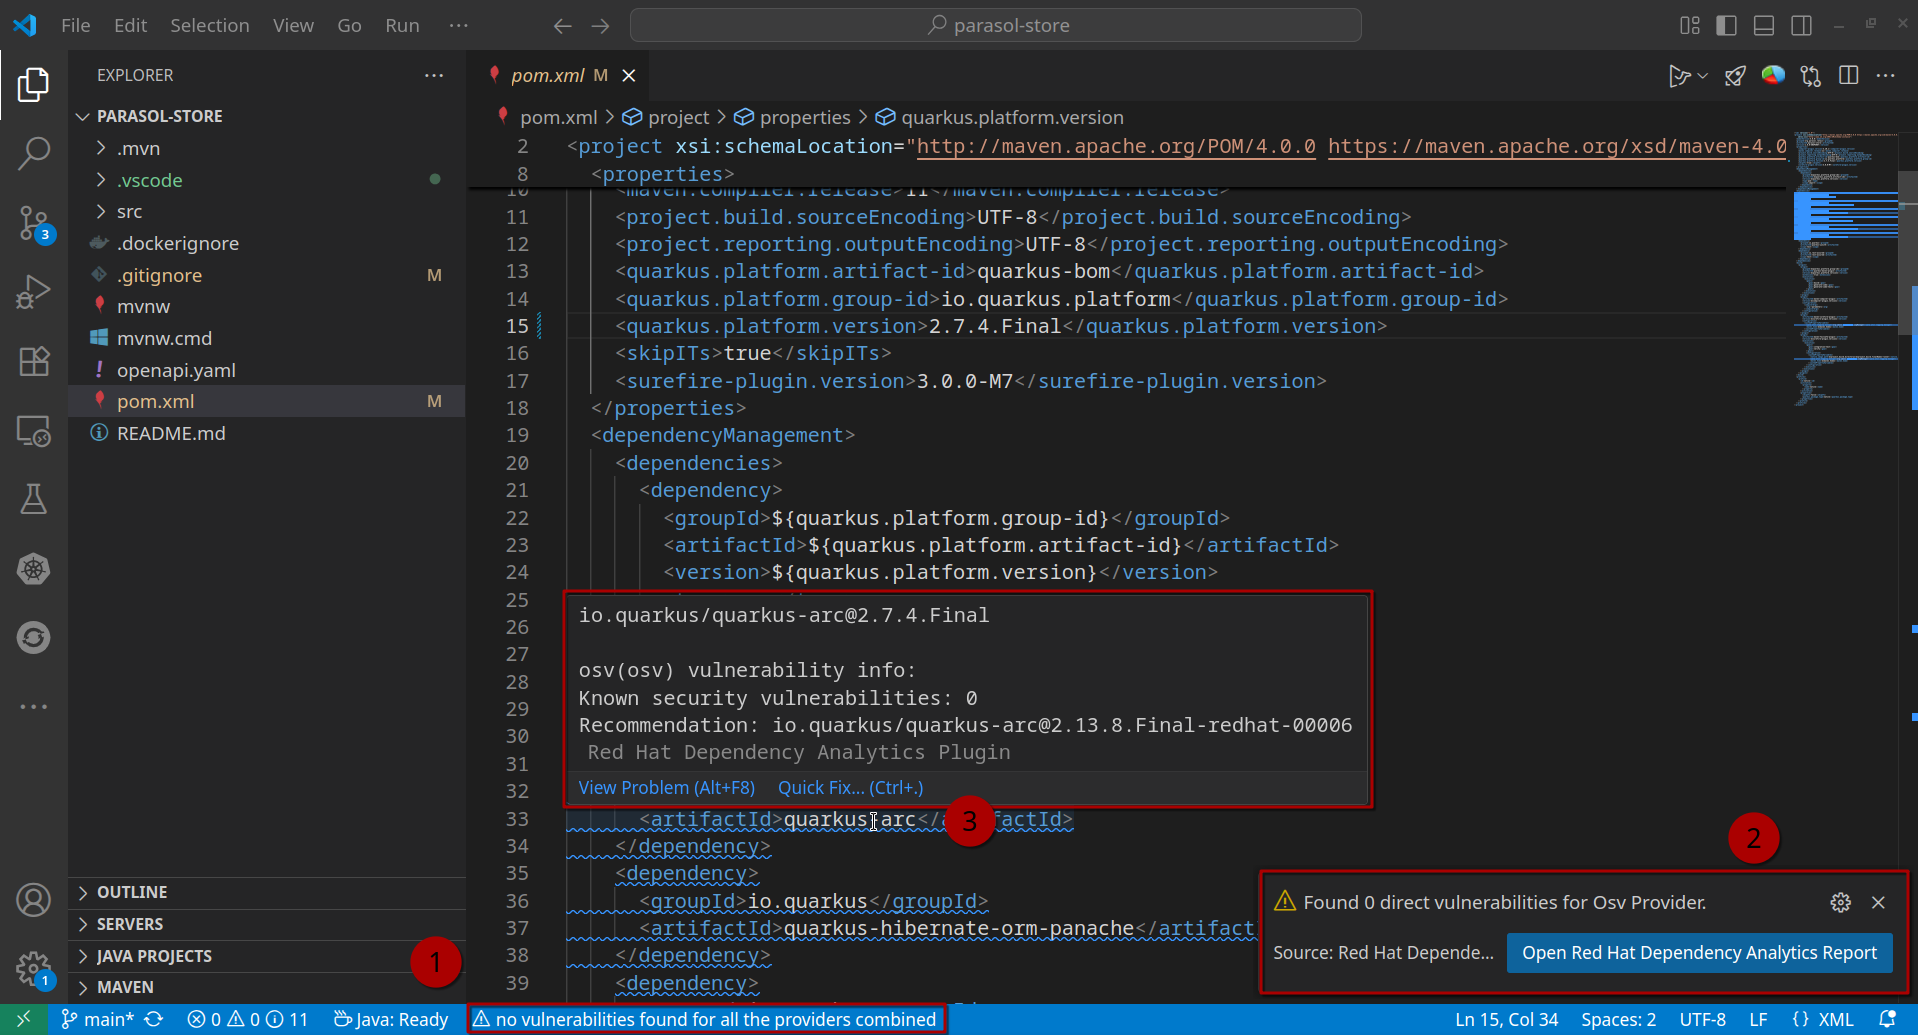 File Edit Selection View Go Run ···
parasol-store
EXPLORER ···
PARASOL-STORE
.mvn
.vscode
src
.dockerignore
.gitignore M
mvnw
mvnw.cmd
openapi.yaml
pom.xml M
README.md
OUTLINE
SERVERS
JAVA PROJECTS
MAVEN
3
1
pom.xml M
pom.xml > project > properties > quarkus.platform.version
2 <project xsi:schemaLocation="http://maven.apache.org/POM/4.0.0 https://maven.apache.org/xsd/maven-4.0
8 <properties>
10 <maven.compiler.release>11</maven.compiler.release>
11 <project.build.sourceEncoding>UTF-8</project.build.sourceEncoding>
12 <project.reporting.outputEncoding>UTF-8</project.reporting.outputEncoding>
13 <quarkus.platform.artifact-id>quarkus-bom</quarkus.platform.artifact-id>
14 <quarkus.platform.group-id>io.quarkus.platform</quarkus.platform.group-id>
15 <quarkus.platform.version>2.7.4.Final</quarkus.platform.version>
16 <skipITs>true</skipITs>
17 <surefire-plugin.version>3.0.0-M7</surefire-plugin.version>
18 </properties>
19 <dependencyManagement>
20 <dependencies>
21 <dependency>
22 <groupId>${quarkus.platform.group-id}</groupId>
23 <artifactId>${quarkus.platform.artifact-id}</artifactId>
24 <version>${quarkus.platform.version}</version>
25
26
27
28
29
30
31
32
io.quarkus/quarkus-arc@2.7.4.Final
osv(osv) vulnerability info:
Known security vulnerabilities: 0
Recommendation: io.quarkus/quarkus-arc@2.13.8.Final-redhat-00006
Red Hat Dependency Analytics Plugin
View Problem (Alt+F8) Quick Fix... (Ctrl+.)
33 <artifactId>quarkus-arc</a factId>
3
34 </dependency>
35 <dependency>
36 <groupId>io.quarkus</groupId>
37 <artifactId>quarkus-hibernate-orm-panache</artifact
38 </dependency>
39 <dependency>
2
Found 0 direct vulnerabilities for Osv Provider.
Source: Red Hat Depende...
Open Red Hat Dependency Analytics Report
1
main* 0 0 11 Java: Ready
no vulnerabilities found for all the providers combined
Ln 15, Col 34 Spaces: 2 UTF-8 LF {} XML